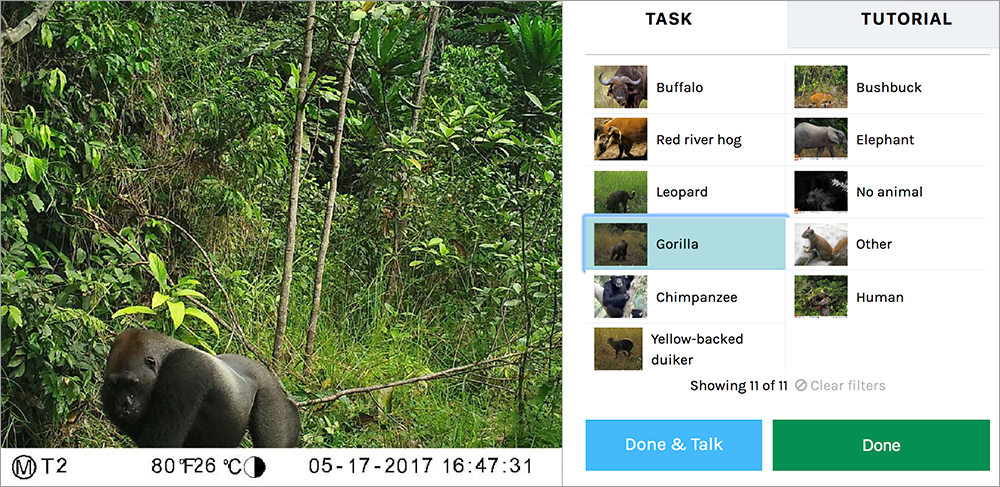 TASK
TUTORIAL
Buffalo
Bushbuck
Red river hog
Elephant
Leopard
No animal
Gorilla
Other
Chimpanzee
Human
Yellow-backed
duiker
Showing 11 of 11 Clear filters
Done & Talk
Done
M T2 80°F26 °C 05-17-2017 16:47:31